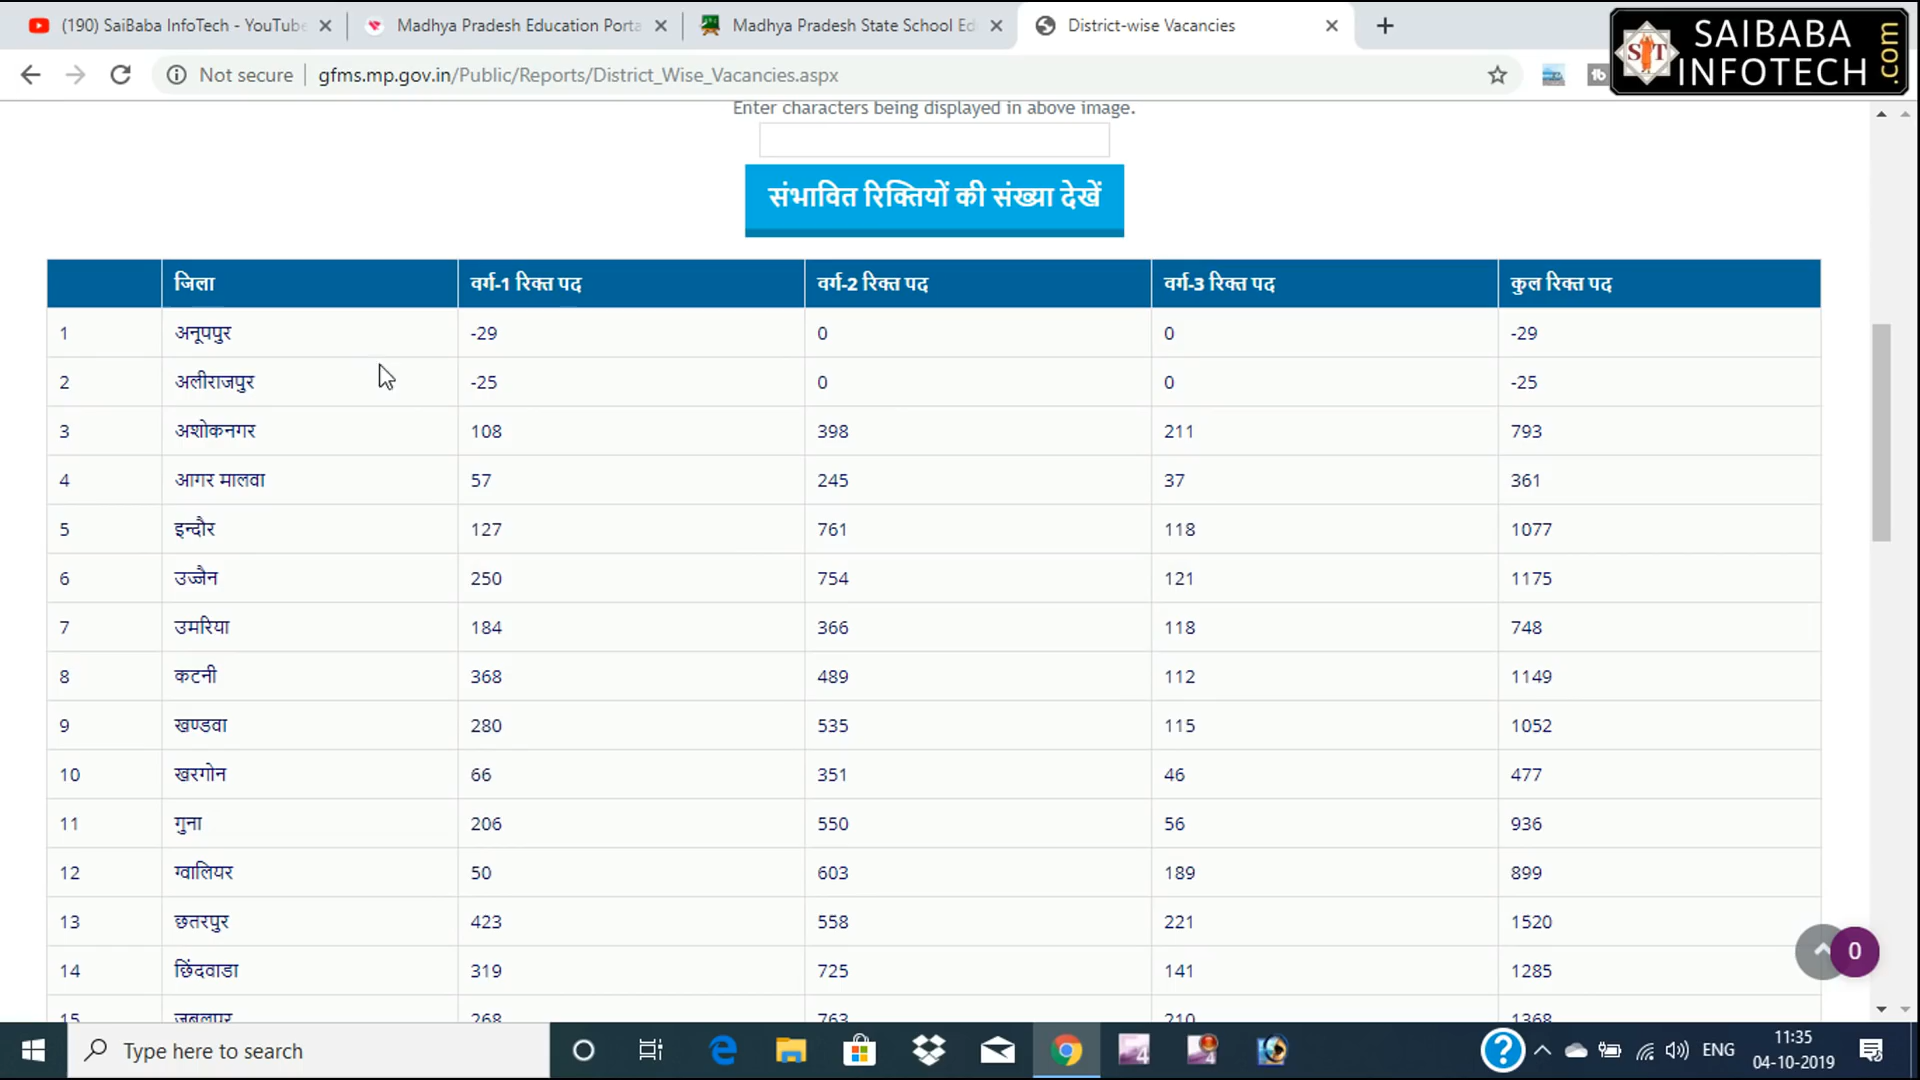 (190) SaiBaba InfoTech - YouTube
Madhya Pradesh Education Porta
Madhya Pradesh State School Ed
District-wise Vacancies
SAIBABA
INFOTECH
.com
SIT
Not secure
gfms.mp.gov.in/Public/Reports/District_Wise_Vacancies.aspx
Enter characters being displayed in above image.
संभावित रिक्तियों की संख्या देखें
जिला वर्ग-1 रिक्त पद वर्ग-2 रिक्त पद वर्ग-3 रिक्त पद कुल रिक्त पद
1 अनूपपुर -29 0 0 -29
2 अलीराजपुर -25 0 0 -25
3 अशोकनगर 108 398 211 793
4 आगर मालवा 57 245 37 361
5 इन्दौर 127 761 118 1077
6 उज्जैन 250 754 121 1175
7 उमरिया 184 366 118 748
8 कटनी 368 489 112 1149
9 खण्डवा 280 535 115 1052
10 खरगोन 66 351 46 477
11 गुना 206 550 56 936
12 ग्वालियर 50 603 189 899
13 छतरपुर 423 558 221 1520
14 छिंदवाडा 319 725 141 1285
15 जबलपुर 268 763 210 1368
0
Type here to search
ENG
11:35
04-10-2019